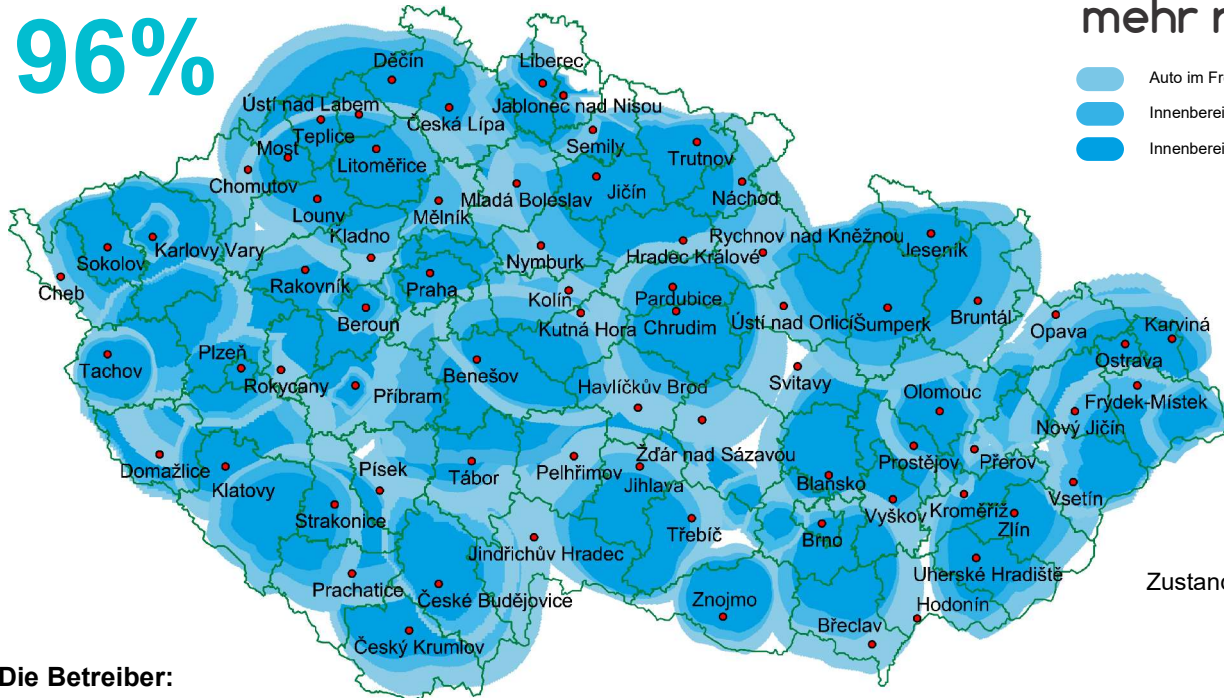 96%
mehr
Auto im
Děčín
Liberec
Ústí nad Labem
Jablonec nad Nisou
Teplice
Česká Lípa
Most
Semily
Litoměřice
Trutnov
Chomutov
Jičín
Mladá Boleslav
Náchod
Louny
Mělník
Kladno
Rychnov nad Kněžnou
Karlovy Vary
Jeseník
Sokolov
Nymburk
Hradec Králové
Cheb
Rakovník
Praha
Kolín
Pardubice
Beroun
Kutná Hora
Chrudim
Ústí nad Orlicí
Šumperk
Bruntál
Opava
Karviná
Plzeň
Ostrava
Tachov
Rokycany
Benešov
Havlíčkův Brod
Svitavy
Příbram
Olomouc
Frýdek-Místek
Nový Jičín
Domažlice
Písek
Žďár nad Sázavou
Prostějov
Přerov
Klatovy
Tábor
Pelhřimov
Jihlava
Blansko
Vsetín
Strakonice
Vyškov
Kroměříž
Třebíč
Brno
Zlín
Jindřichův Hradec
Uherské Hradiště
Prachatice
České Budějovice
Znojmo
Hodonín
Břeclav
Český Krumlov
Die Betreiber: